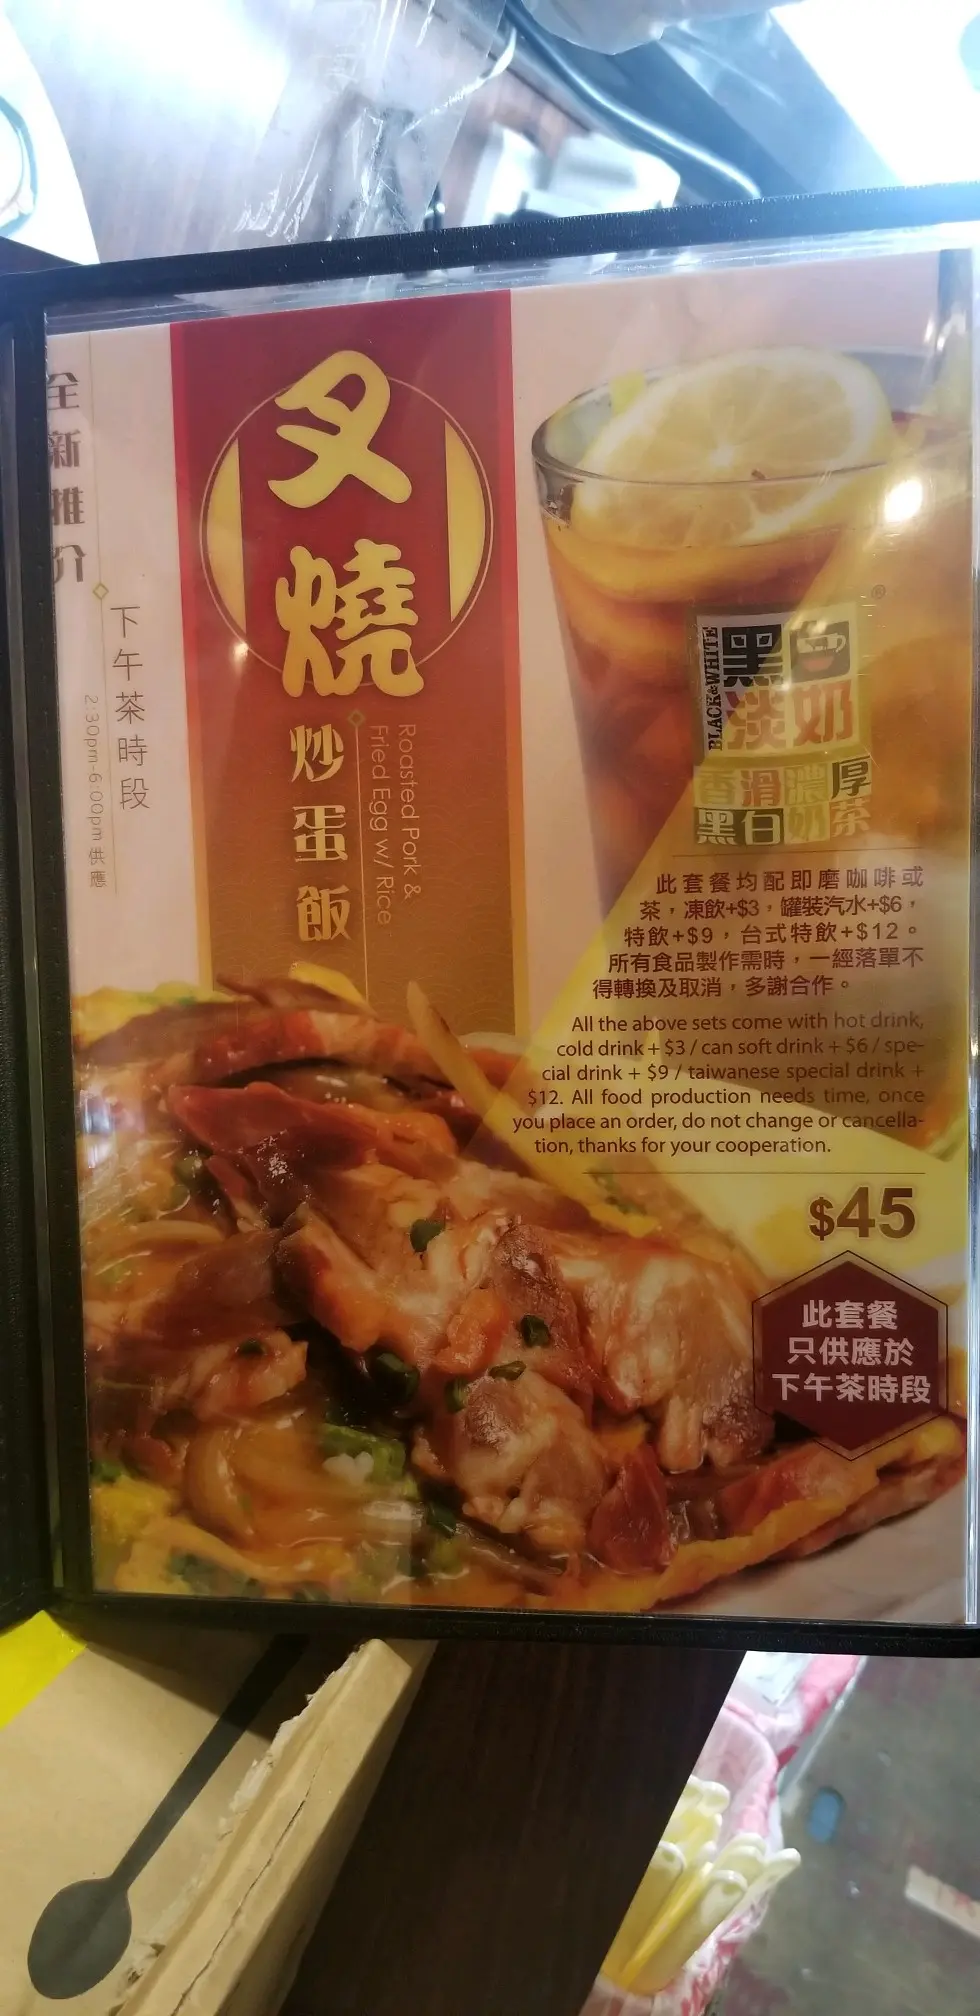 全新推介
下午茶時段
2:30pm-6:00pm供應
叉燒
炒蛋飯
Roasted Pork &
Fried Egg w/ Rice
®
BLACK&WHITE
黑白
淡奶
香滑濃厚
黑白奶茶
此套餐均配即磨咖啡或
茶，凍飲+$3，罐裝汽水+$6，
特飲+$9，台式特飲+$12。
所有食品製作需時，一經落單不
得轉換及取消，多謝合作。
All the above sets come with hot drink,
cold drink + $3 / can soft drink + $6 / spe-
cial drink + $9 / taiwanese special drink +
$12. All food production needs time, once
you place an order, do not change or cancella-
tion, thanks for your cooperation.
$45
此套餐
只供應於
下午茶時段